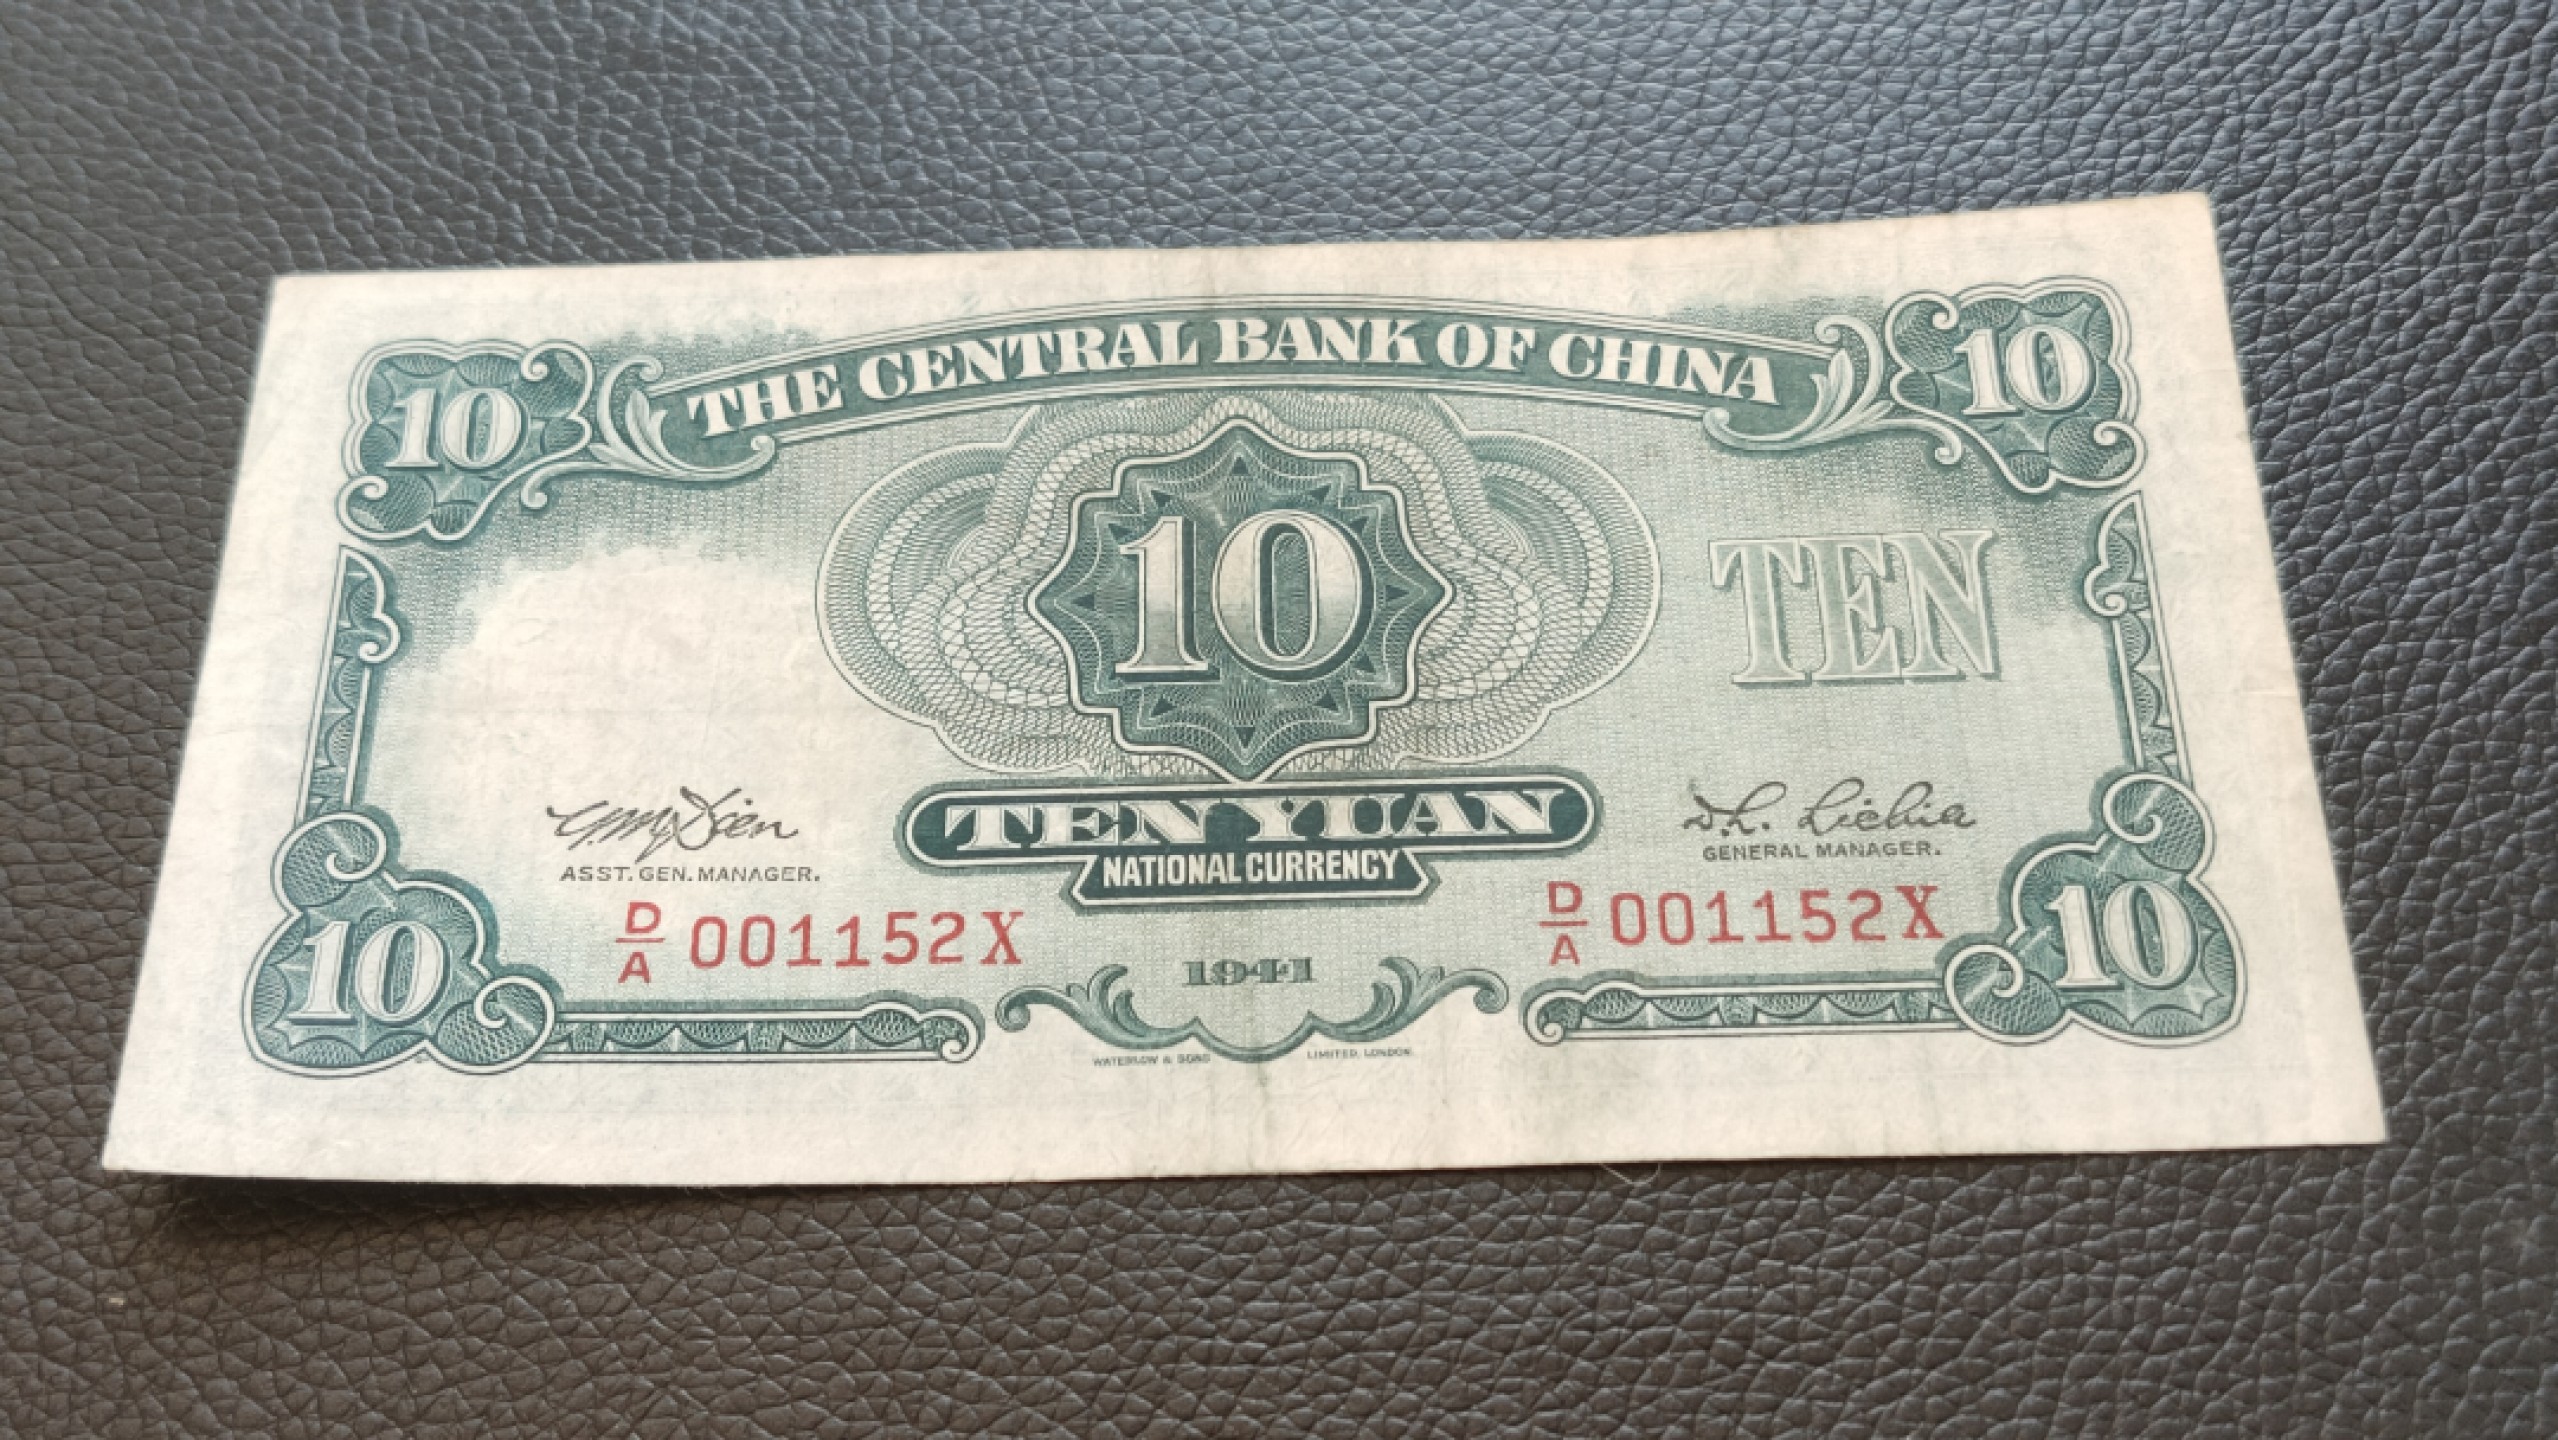 THE CENTRAL BANK OF CHINA
10 10
10
TEN
TEN YUAN
NATIONAL CURRENCY
ASST. GEN. MANAGER.
GENERAL MANAGER.
D/A 001152X
D/A 001152X
1941
10 10
WATERLOW & SONS LIMITED, LONDON.